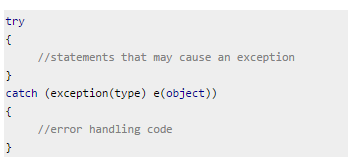 try
{
//statements that may cause an exception
}
catch (exception(type) e(object))
{
//error handling code
}